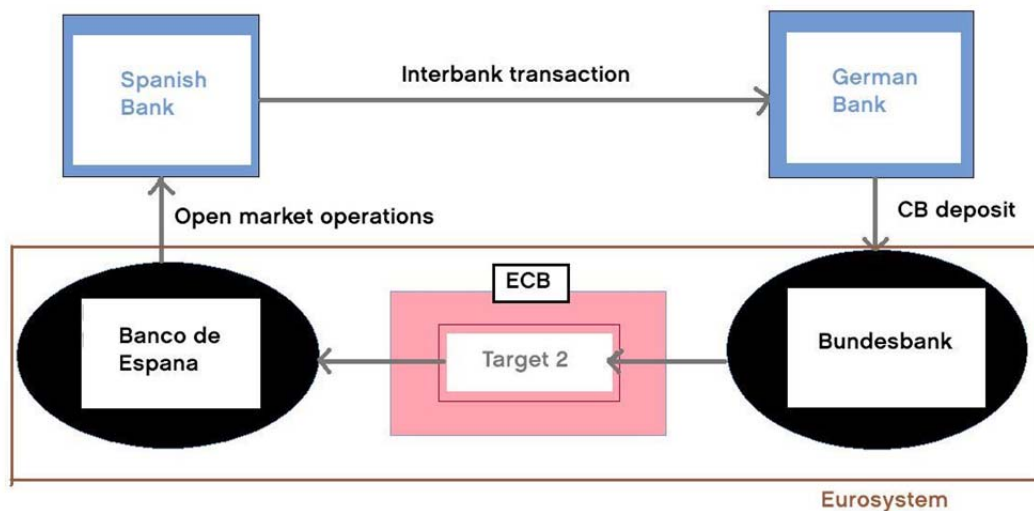 Spanish
Bank
Interbank transaction
German
Bank
Open market operations
CB deposit
ECB
Banco de
Espana
Target 2
Bundesbank
Eurosystem